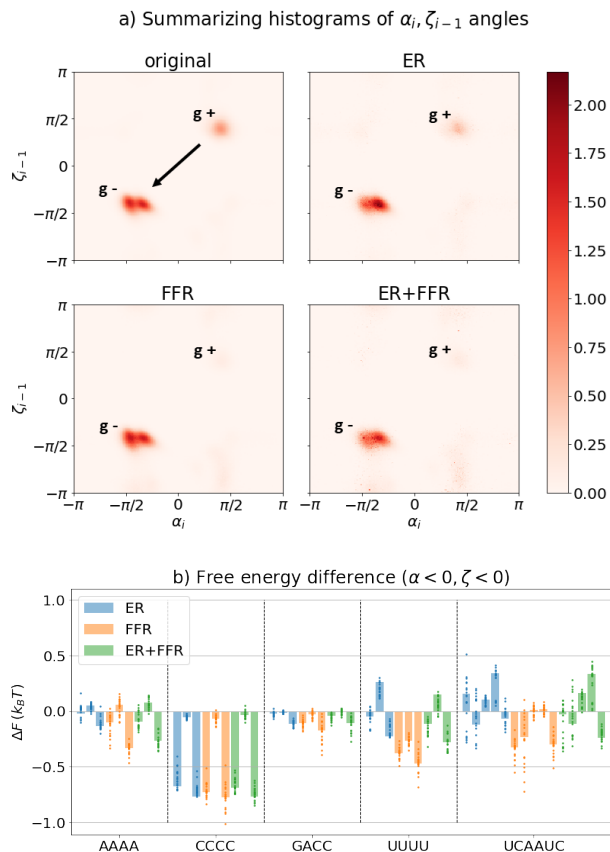 a) Summarizing histograms of αᵢ, ζᵢ₋₁ angles
original
ER
π
π/2
0
−π/2
−π
ζᵢ₋₁
g +
g -
g +
g -
2.00
1.75
1.50
1.25
1.00
0.75
0.50
0.25
0.00
FFR
ER+FFR
π
π/2
0
−π/2
−π
ζᵢ₋₁
g +
g -
g +
g -
−π −π/2 0 π/2 π
−π −π/2 0 π/2 π
αᵢ
αᵢ
b) Free energy difference (α < 0, ζ < 0)
1.0
0.5
0.0
−0.5
−1.0
ΔF (k_BT)
ER
FFR
ER+FFR
AAAA CCCC GACC UUUU UCAAUC